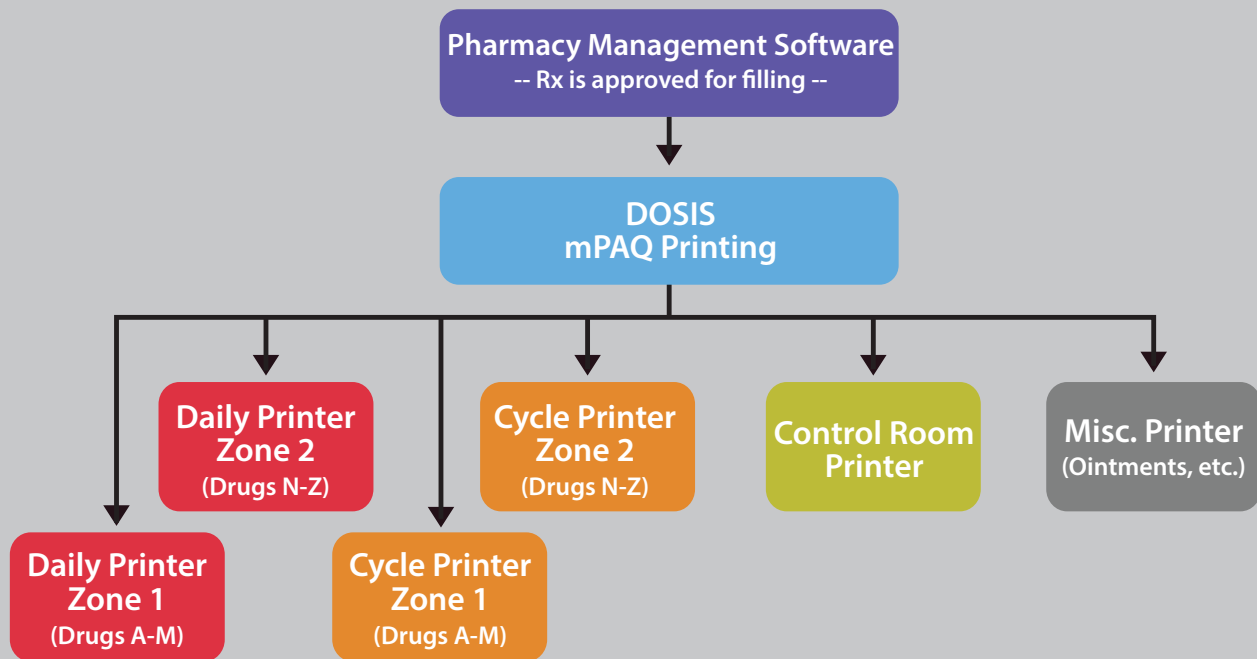 Pharmacy Management Software
-- Rx is approved for filling --
DOSIS
mPAQ Printing
Daily Printer
Zone 2
(Drugs N-Z)
Cycle Printer
Zone 2
(Drugs N-Z)
Control Room
Printer
Misc. Printer
(Ointments, etc.)
Daily Printer
Zone 1
(Drugs A-M)
Cycle Printer
Zone 1
(Drugs A-M)